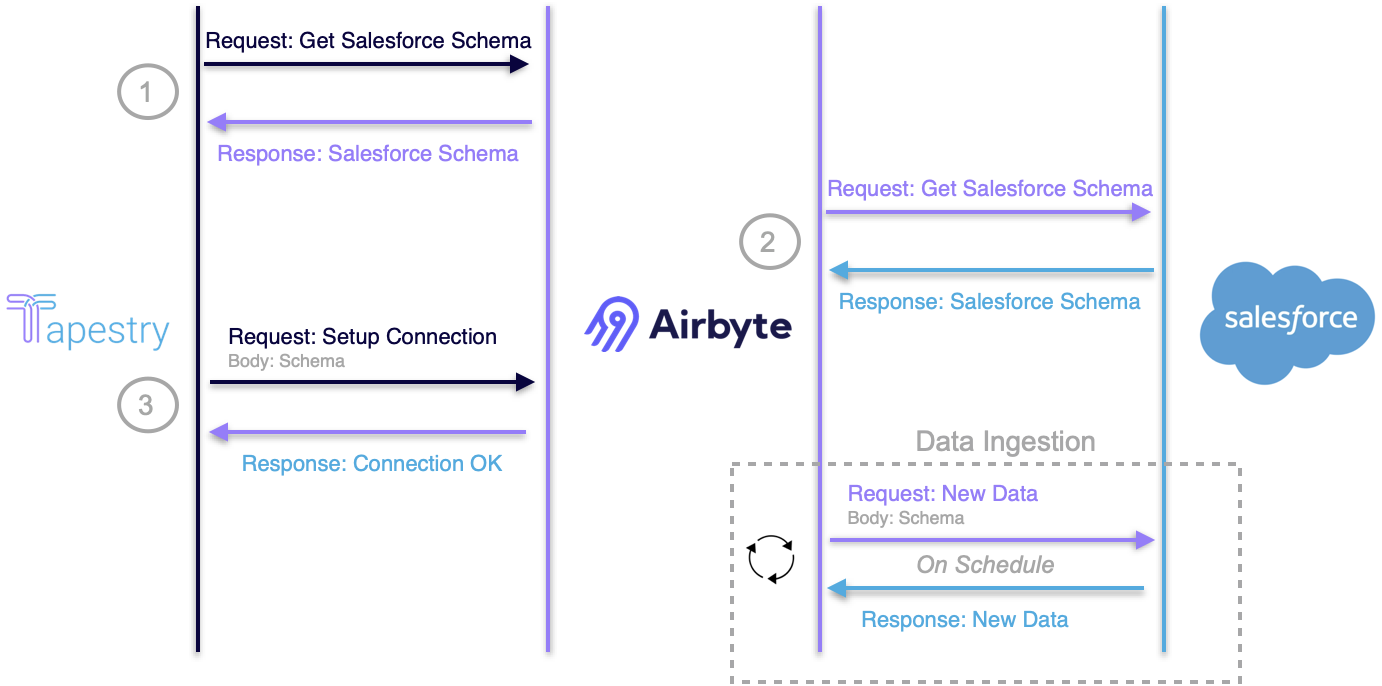 Request: Get Salesforce Schema
1
Response: Salesforce Schema
Request: Get Salesforce Schema
2
Response: Salesforce Schema
Tapestry
Airbyte
salesforce
Request: Setup Connection
Body: Schema
3
Response: Connection OK
Data Ingestion
Request: New Data
Body: Schema
On Schedule
Response: New Data